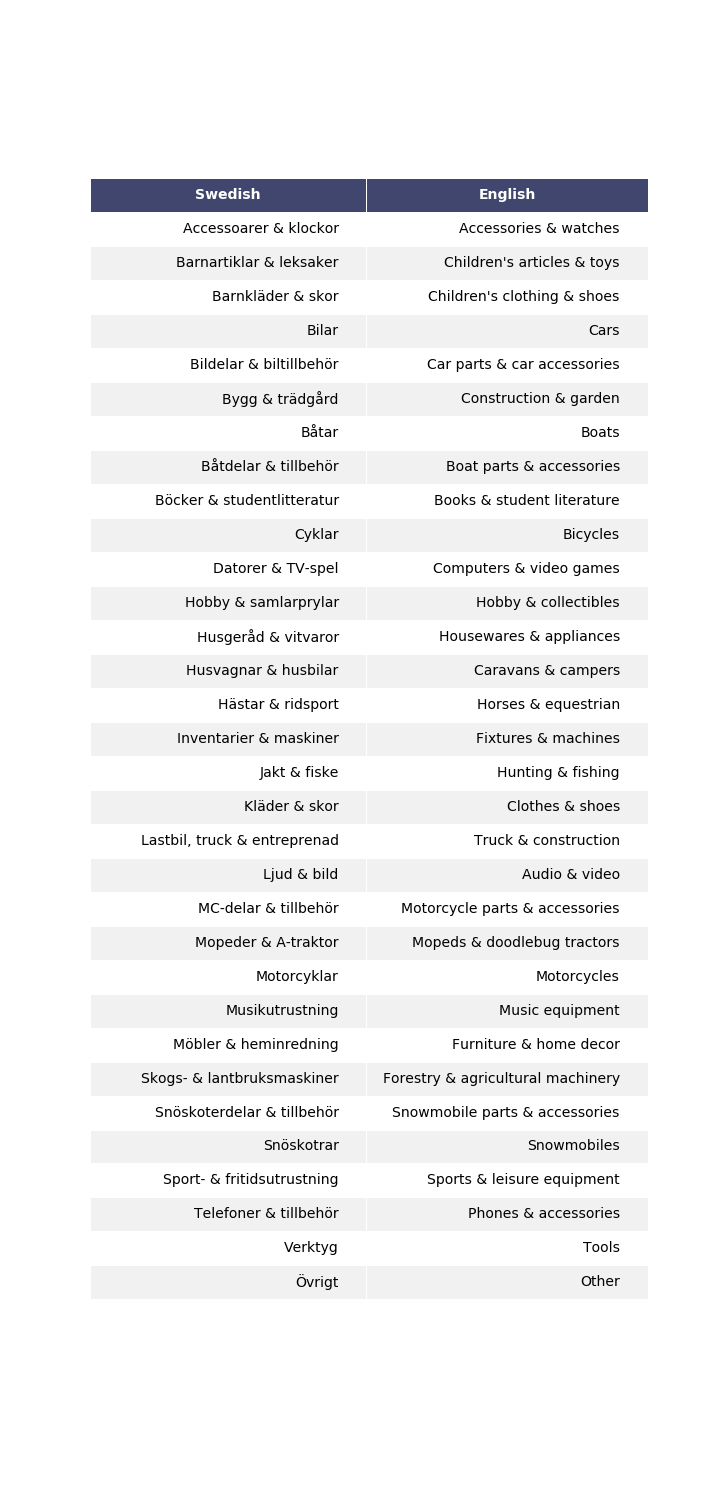 Swedish English
Accessoarer & klockor Accessories & watches
Barnartiklar & leksaker Children's articles & toys
Barnkläder & skor Children's clothing & shoes
Bilar Cars
Bildelar & biltillbehör Car parts & car accessories
Bygg & trädgård Construction & garden
Båtar Boats
Båtdelar & tillbehör Boat parts & accessories
Böcker & studentlitteratur Books & student literature
Cyklar Bicycles
Datorer & TV-spel Computers & video games
Hobby & samlarprylar Hobby & collectibles
Husgeråd & vitvaror Housewares & appliances
Husvagnar & husbilar Caravans & campers
Hästar & ridsport Horses & equestrian
Inventarier & maskiner Fixtures & machines
Jakt & fiske Hunting & fishing
Kläder & skor Clothes & shoes
Lastbil, truck & entreprenad Truck & construction
Ljud & bild Audio & video
MC-delar & tillbehör Motorcycle parts & accessories
Mopeder & A-traktor Mopeds & doodlebug tractors
Motorcyklar Motorcycles
Musikutrustning Music equipment
Möbler & heminredning Furniture & home decor
Skogs- & lantbruksmaskiner Forestry & agricultural machinery
Snöskoterdelar & tillbehör Snowmobile parts & accessories
Snöskotrar Snowmobiles
Sport- & fritidsutrustning Sports & leisure equipment
Telefoner & tillbehör Phones & accessories
Verktyg Tools
Övrigt Other